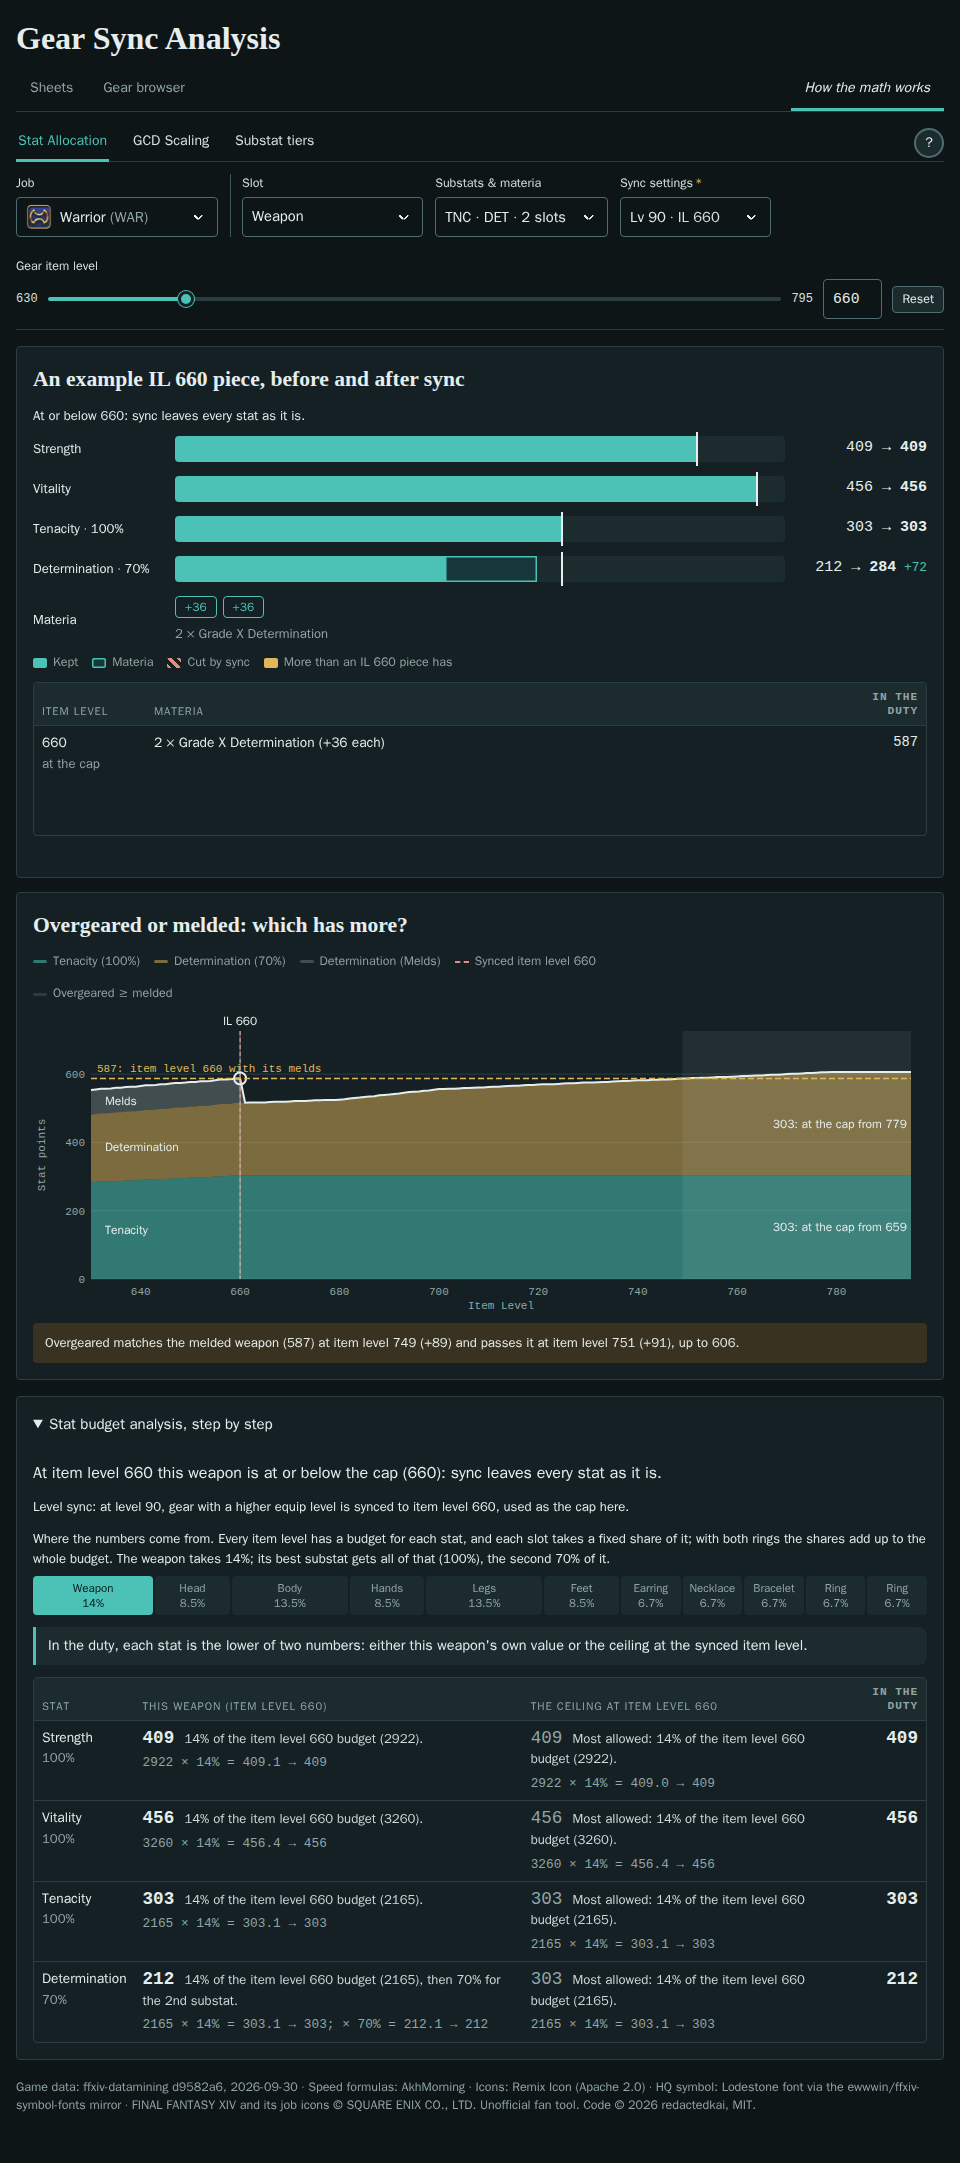 Gear Sync Analysis
Sheets
Gear browser
How the math works
Stat Allocation
GCD Scaling
Substat tiers
?
Job
Slot
Substats & materia
Sync settings *
Warrior (WAR)
Weapon
TNC · DET · 2 slots
Lv 90 · IL 660
Gear item level
630
795
660
Reset
An example IL 660 piece, before and after sync
At or below 660: sync leaves every stat as it is.
Strength
409 → 409
Vitality
456 → 456
Tenacity · 100%
303 → 303
Determination · 70%
212 → 284 +72
Materia
+36
+36
2 × Grade X Determination
Kept
Materia
Cut by sync
More than an IL 660 piece has
ITEM LEVEL
MATERIA
IN THE
DUTY
660
2 × Grade X Determination (+36 each)
587
at the cap
Overgeared or melded: which has more?
Tenacity (100%)
Determination (70%)
Determination (Melds)
Synced item level 660
Overgeared ≥ melded
IL 660
587: item level 660 with its melds
600
400
200
0
Stat points
Melds
Determination
Tenacity
303: at the cap from 779
303: at the cap from 659
640
660
680
700
720
740
760
780
Item Level
Overgeared matches the melded weapon (587) at item level 749 (+89) and passes it at item level 751 (+91), up to 606.
▼ Stat budget analysis, step by step
At item level 660 this weapon is at or below the cap (660): sync leaves every stat as it is.
Level sync: at level 90, gear with a higher equip level is synced to item level 660, used as the cap here.
Where the numbers come from. Every item level has a budget for each stat, and each slot takes a fixed share of it; with both rings the shares add up to the
whole budget. The weapon takes 14%; its best substat gets all of that (100%), the second 70% of it.
Weapon
14%
Head
8.5%
Body
13.5%
Hands
8.5%
Legs
13.5%
Feet
8.5%
Earring
6.7%
Necklace
6.7%
Bracelet
6.7%
Ring
6.7%
Ring
6.7%
In the duty, each stat is the lower of two numbers: either this weapon's own value or the ceiling at the synced item level.
STAT
THIS WEAPON (ITEM LEVEL 660)
THE CEILING AT ITEM LEVEL 660
IN THE
DUTY
Strength
100%
409 14% of the item level 660 budget (2922).
2922 × 14% = 409.1 → 409
409 Most allowed: 14% of the item level 660
budget (2922).
2922 × 14% = 409.0 → 409
409
Vitality
100%
456 14% of the item level 660 budget (3260).
3260 × 14% = 456.4 → 456
456 Most allowed: 14% of the item level 660
budget (3260).
3260 × 14% = 456.4 → 456
456
Tenacity
100%
303 14% of the item level 660 budget (2165).
2165 × 14% = 303.1 → 303
303 Most allowed: 14% of the item level 660
budget (2165).
2165 × 14% = 303.1 → 303
303
Determination
70%
212 14% of the item level 660 budget (2165), then 70% for
the 2nd substat.
2165 × 14% = 303.1 → 303; × 70% = 212.1 → 212
303 Most allowed: 14% of the item level 660
budget (2165).
2165 × 14% = 303.1 → 303
212
Game data: ffxiv-datamining d9582a6, 2026-09-30 · Speed formulas: AkhMorning · Icons: Remix Icon (Apache 2.0) · HQ symbol: Lodestone font via the ewwwin/ffxiv-
symbol-fonts mirror · FINAL FANTASY XIV and its job icons © SQUARE ENIX CO., LTD. Unofficial fan tool. Code © 2026 redactedkai, MIT.